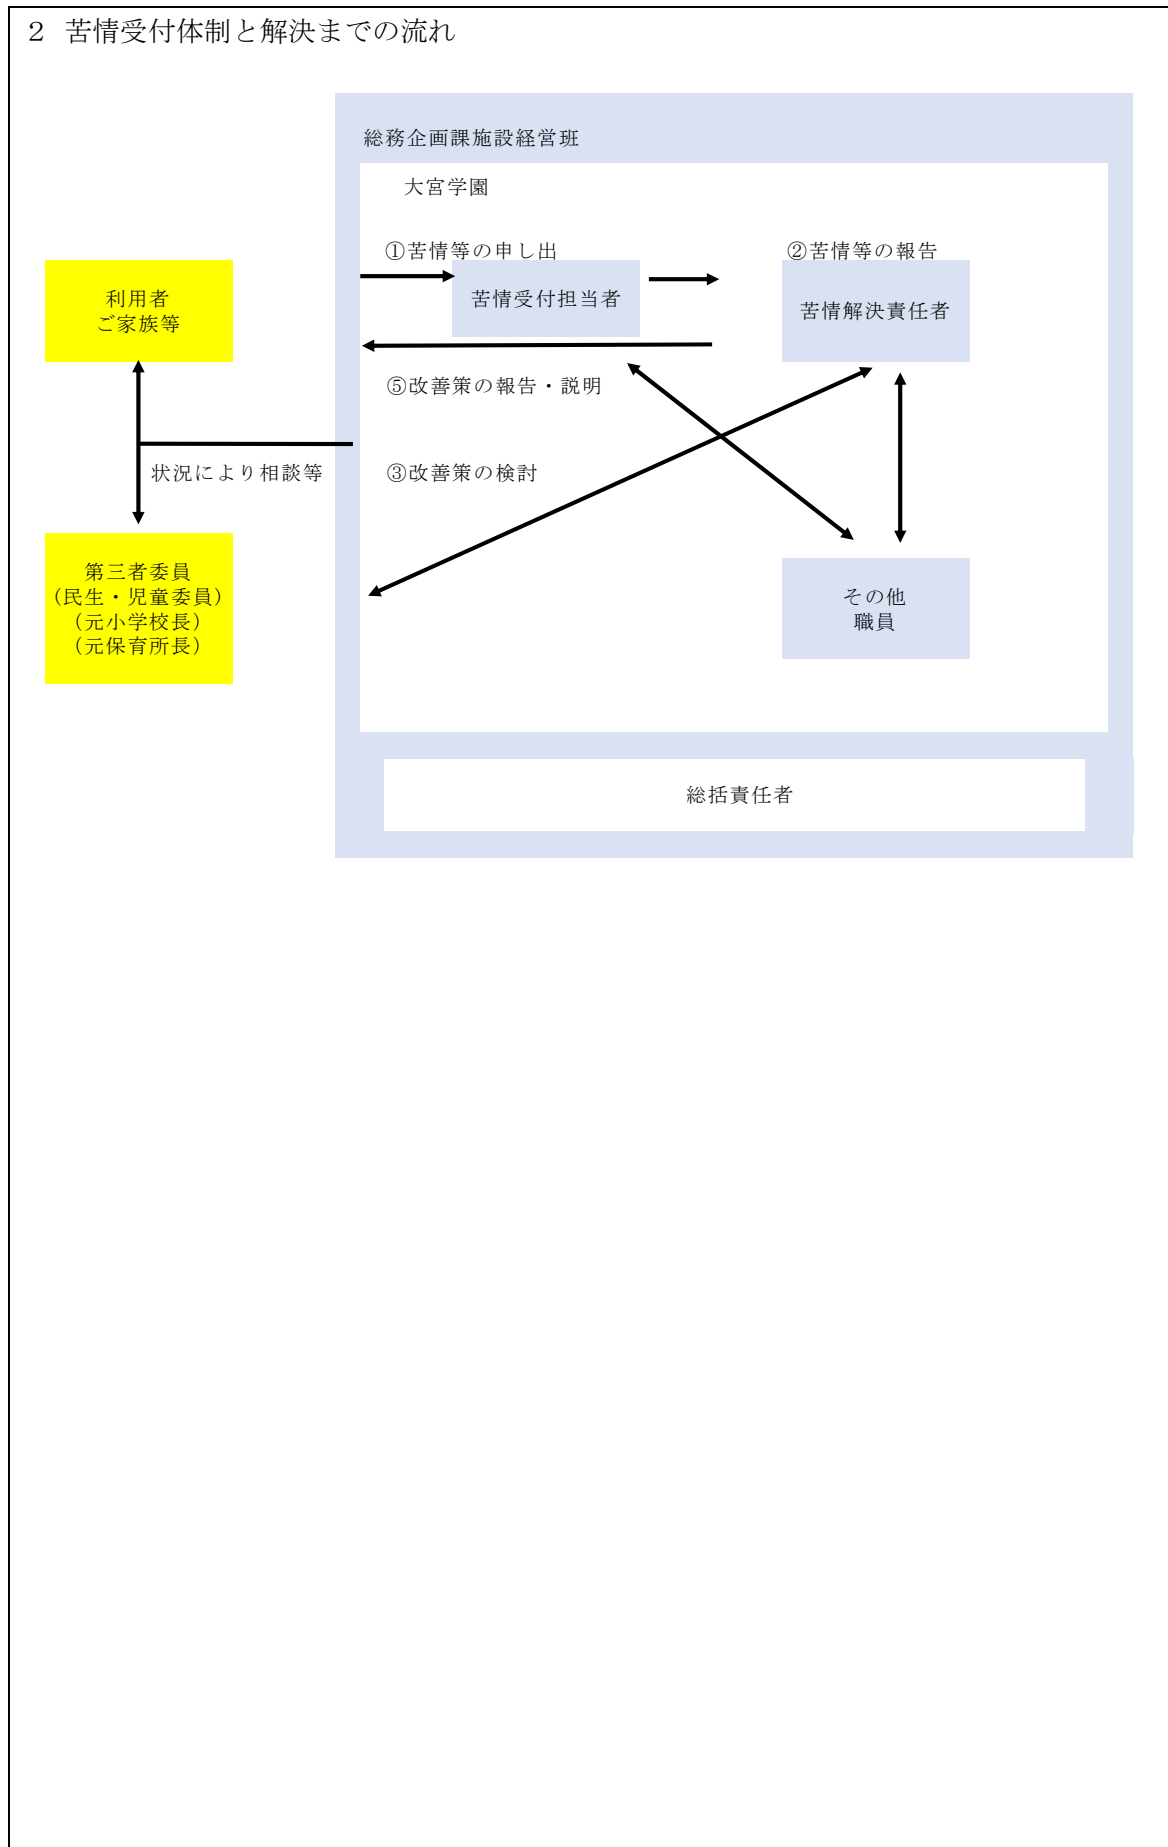 ２ 苦情受付体制と解決までの流れ
総務企画課施設経営班
大宮学園
①苦情等の申し出
②苦情等の報告
利用者
ご家族等
苦情受付担当者
苦情解決責任者
⑤改善策の報告・説明
状況により相談等
③改善策の検討
第三者委員
（民生・児童委員）
（元小学校長）
（元保育所長）
その他
職員
総括責任者